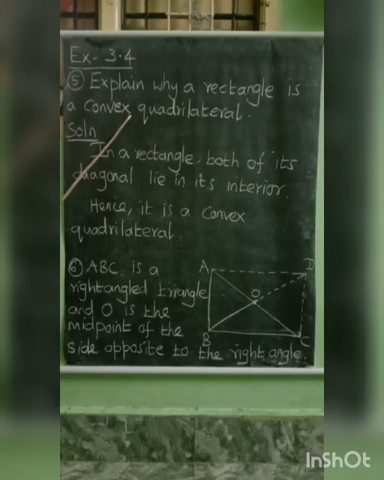 Ex- 3.4
⑤ Explain why a rectangle is
a convex quadrilateral.
Soln
In a rectangle, both of its
diagonal lie in its interior.
Hence, it is a convex
quadrilateral.
⑥ ABC is a
rightangled triangle
and O is the
midpoint of the
side opposite to the right angle.
A D
O
B C
InShOt